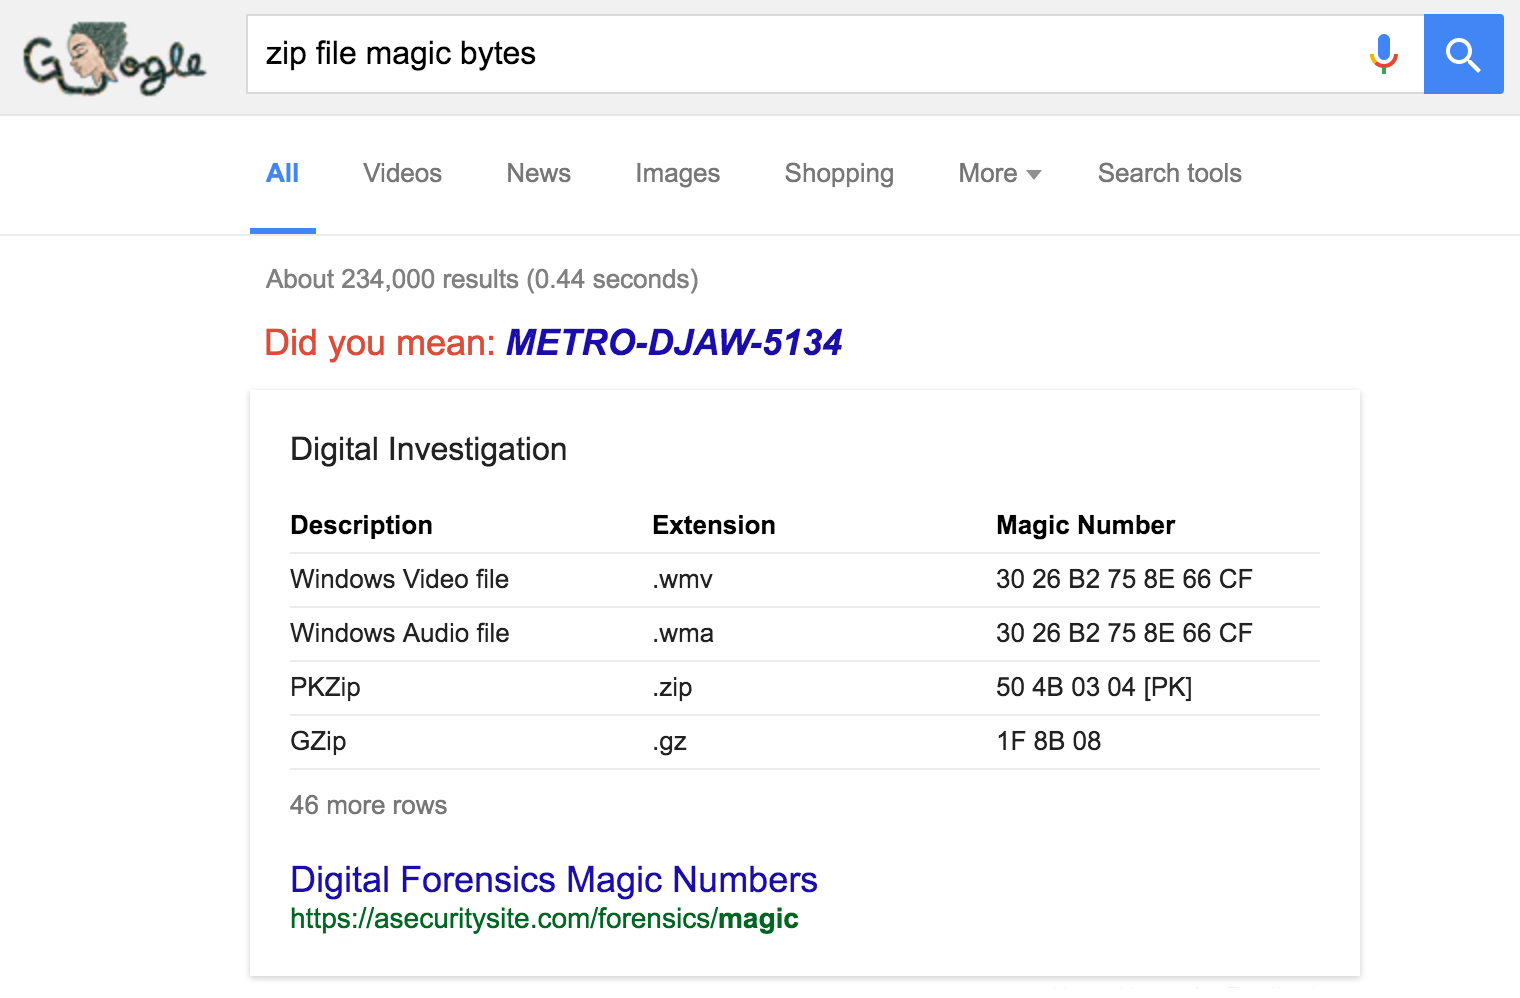 Google
zip file magic bytes
All Videos News Images Shopping More Search tools
About 234,000 results (0.44 seconds)
Did you mean: METRO-DJAW-5134
Digital Investigation
Description Extension Magic Number
Windows Video file .wmv 30 26 B2 75 8E 66 CF
Windows Audio file .wma 30 26 B2 75 8E 66 CF
PKZip .zip 50 4B 03 04 [PK]
GZip .gz 1F 8B 08
46 more rows
Digital Forensics Magic Numbers
https://asecuritysite.com/forensics/magic